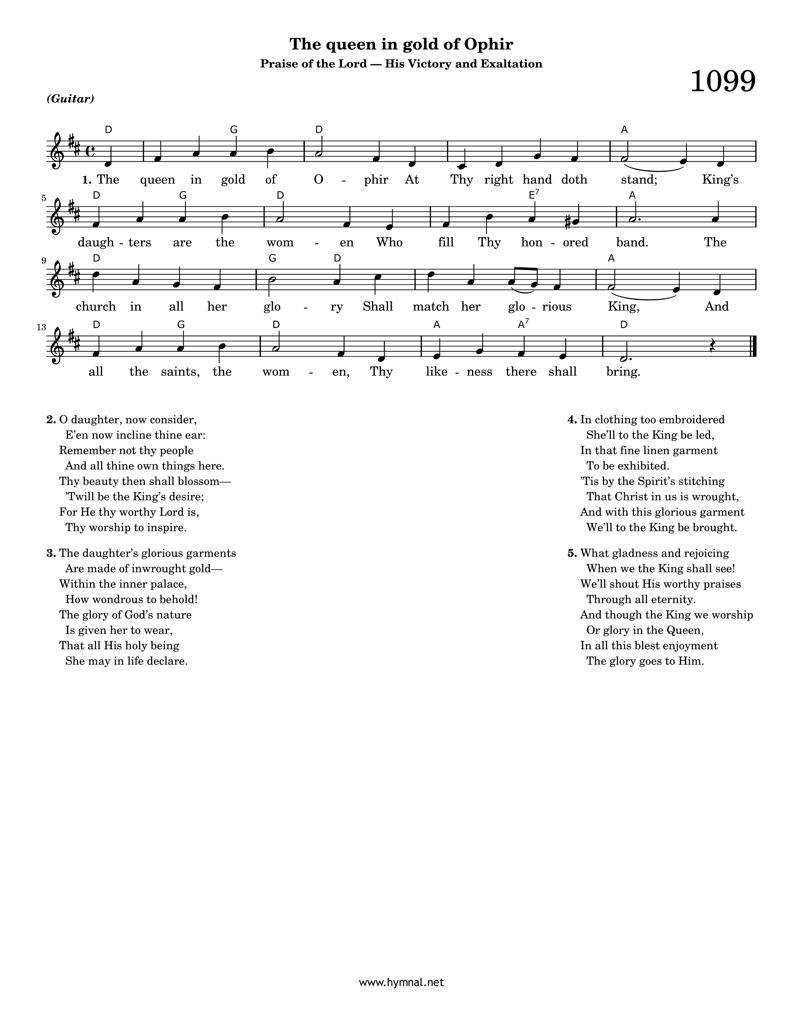 The queen in gold of Ophir
Praise of the Lord — His Victory and Exaltation
1099
(Guitar)
D G D A
1. The queen in gold of O - phir At Thy right hand doth stand; King's
5 D G D E7 A
daugh - ters are the wom - en Who fill Thy hon - ored band. The
9 D G D A
church in all her glo - ry Shall match her glo - rious King, And
13 D G D A A7 D
all the saints, the wom - en, Thy like - ness there shall bring.
2. O daughter, now consider,
E'en now incline thine ear:
Remember not thy people
And all thine own things here.
Thy beauty then shall blossom—
'Twill be the King's desire;
For He thy worthy Lord is,
Thy worship to inspire.
3. The daughter's glorious garments
Are made of inwrought gold—
Within the inner palace,
How wondrous to behold!
The glory of God's nature
Is given her to wear,
That all His holy being
She may in life declare.
4. In clothing too embroidered
She'll to the King be led,
In that fine linen garment
To be exhibited.
'Tis by the Spirit's stitching
That Christ in us is wrought,
And with this glorious garment
We'll to the King be brought.
5. What gladness and rejoicing
When we the King shall see!
We'll shout His worthy praises
Through all eternity.
And though the King we worship
Or glory in the Queen,
In all this blest enjoyment
The glory goes to Him.
www.hymnal.net